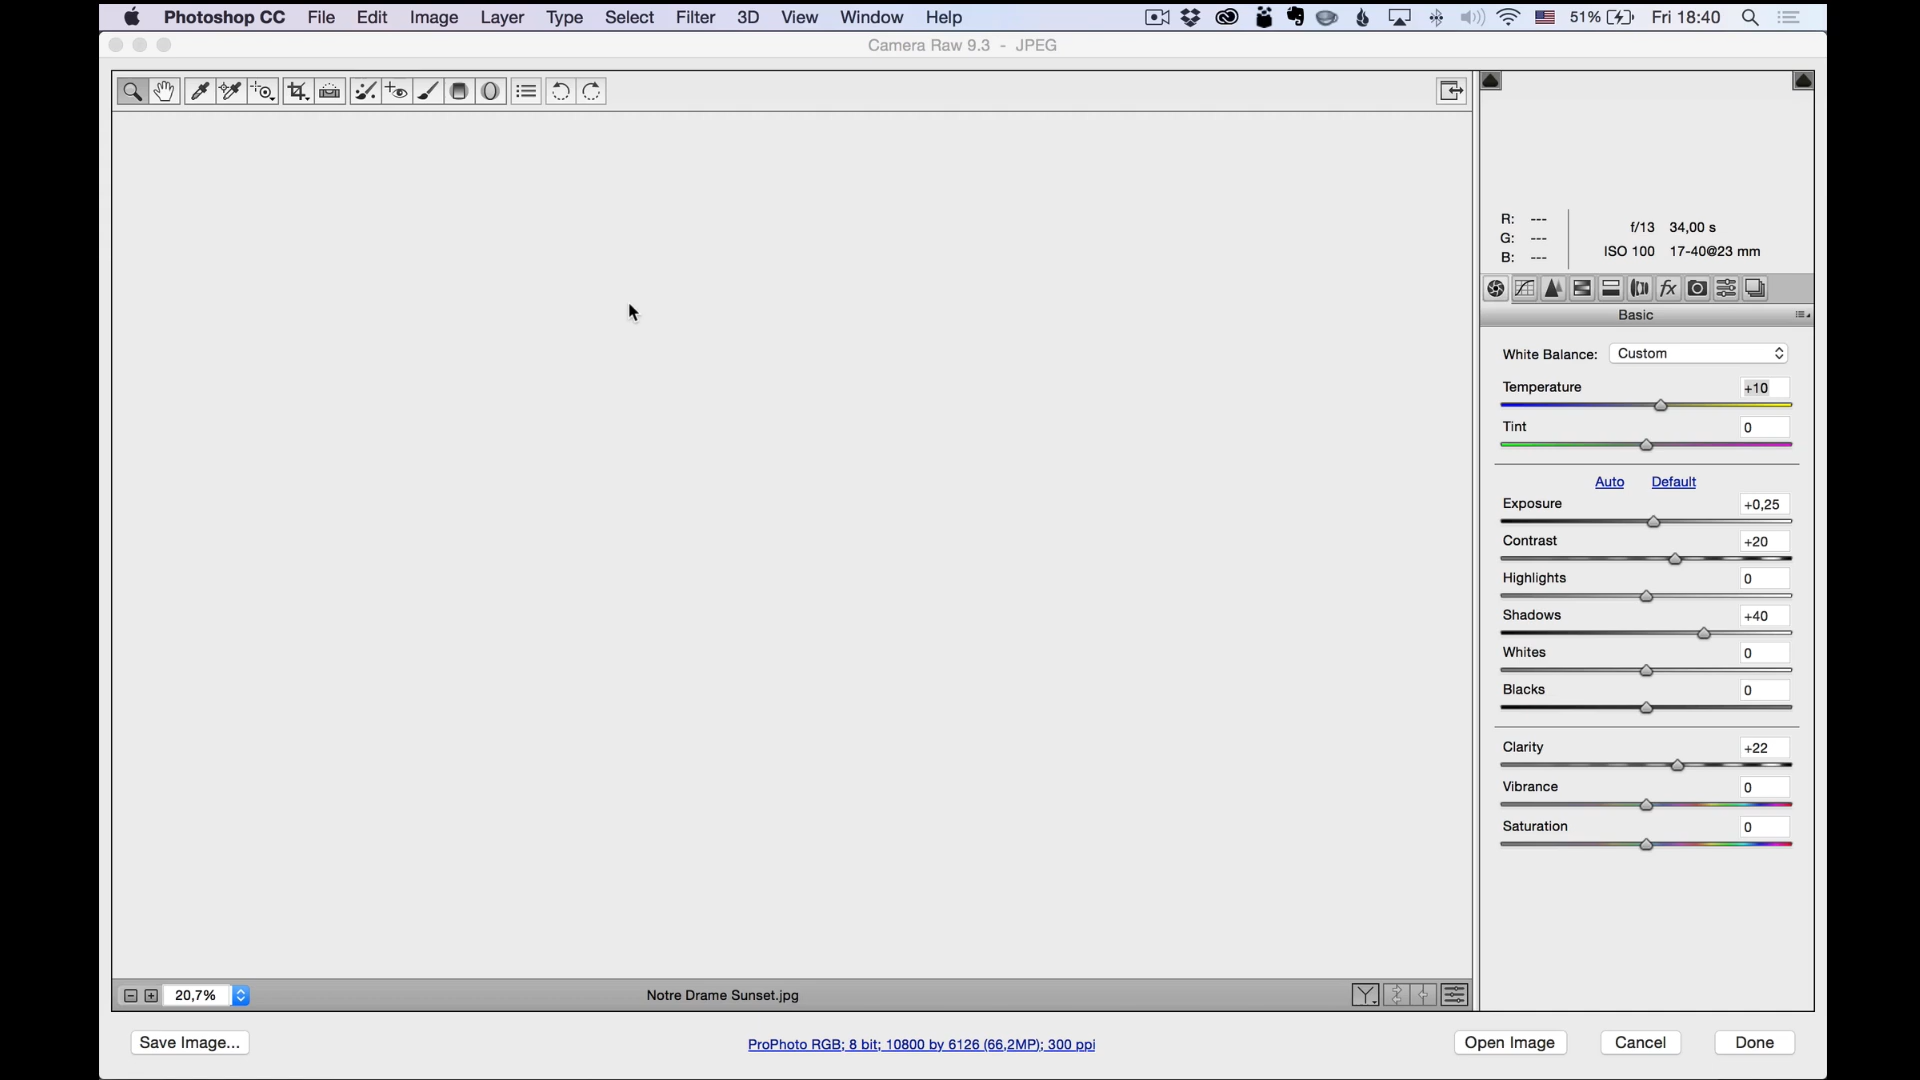 Photoshop CC File Edit Image Layer Type Select Filter 3D View Window Help 51% Fri 18:40
Camera Raw 9.3 - JPEG
R: ---
G: ---
B: ---
f/13 34,00 s
ISO 100 17-40@23 mm
fx
Basic
White Balance: Custom
Temperature +10
Tint 0
Auto Default
Exposure +0,25
Contrast +20
Highlights 0
Shadows +40
Whites 0
Blacks 0
Clarity +22
Vibrance 0
Saturation 0
20,7% Notre Drame Sunset.jpg Y
Save Image... ProPhoto RGB; 8 bit; 10800 by 6126 (66,2MP); 300 ppi Open Image Cancel Done